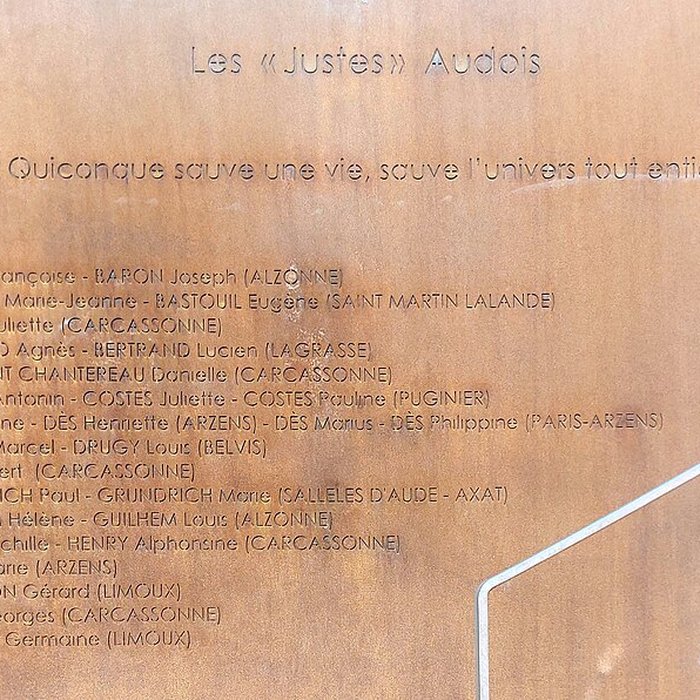 Les «Justes» Audois
Quiconque sauve une vie, sauve l'univers tout enti
ançoise - BARON Joseph (ALZONNE)
Marie-Jeanne - BASTOUIL Eugène (SAINT MARTIN LALANDE)
uliette (CARCASSONNE)
D Agnès - BERTRAND Lucien (LAGRASSE)
NT CHANTEREAU Danielle (CARCASSONNE)
Antonin - COSTES Juliette - COSTES Pauline (PUGINIER)
ne - DÈS Henriette (ARZENS) - DÈS Marius - DÈS Philippine (PARIS-ARZENS)
Marcel - DRUGY Louis (BELVIS)
ert (CARCASSONNE)
ICH Paul - GRUNDRICH Marie (SALLELES D'AUDE - AXAT)
Hélène - GUILHEM Louis (ALZONNE)
chille - HENRY Alphonsine (CARCASSONNE)
arie (ARZENS)
ON Gérard (LIMOUX)
eorges (CARCASSONNE)
Germaine (LIMOUX)